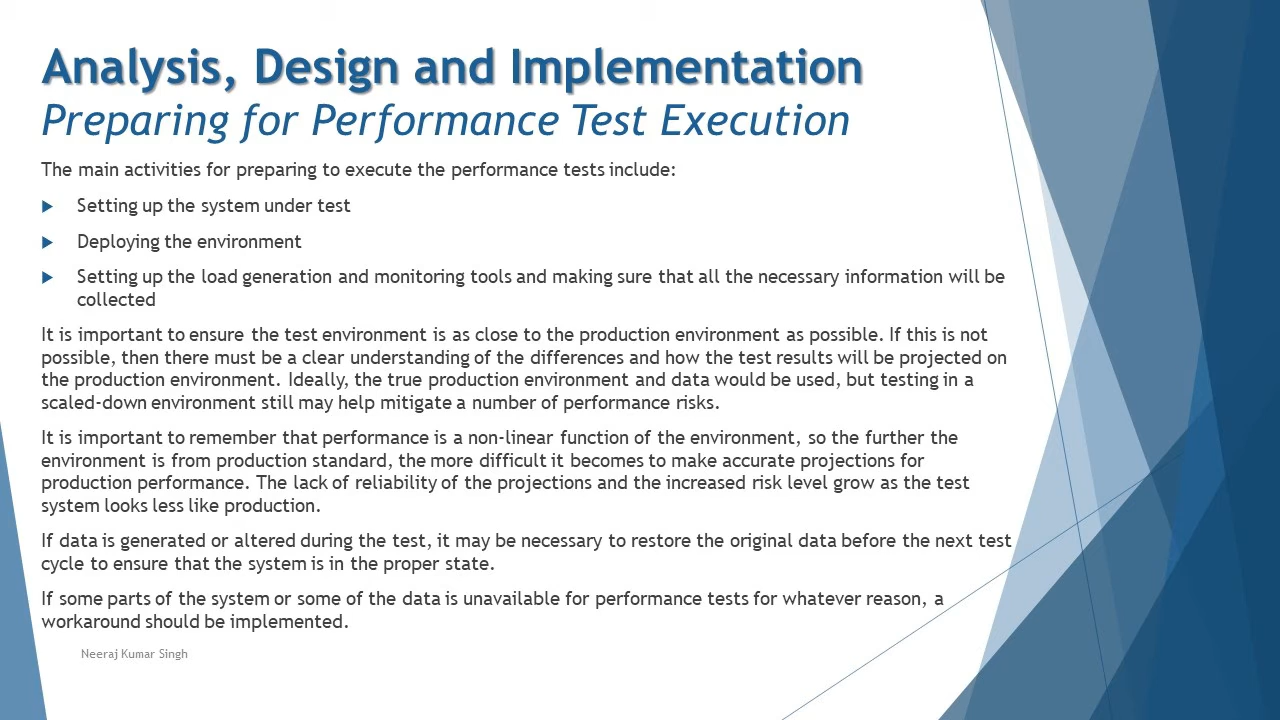 Analysis, Design and Implementation
Preparing for Performance Test Execution
The main activities for preparing to execute the performance tests include:
Setting up the system under test
Deploying the environment
Setting up the load generation and monitoring tools and making sure that all the necessary information will be
collected
It is important to ensure the test environment is as close to the production environment as possible. If this is not
possible, then there must be a clear understanding of the differences and how the test results will be projected on
the production environment. Ideally, the true production environment and data would be used, but testing in a
scaled-down environment still may help mitigate a number of performance risks.
It is important to remember that performance is a non-linear function of the environment, so the further the
environment is from production standard, the more difficult it becomes to make accurate projections for
production performance. The lack of reliability of the projections and the increased risk level grow as the test
system looks less like production.
If data is generated or altered during the test, it may be necessary to restore the original data before the next test
cycle to ensure that the system is in the proper state.
If some parts of the system or some of the data is unavailable for performance tests for whatever reason, a
workaround should be implemented.
Neeraj Kumar Singh